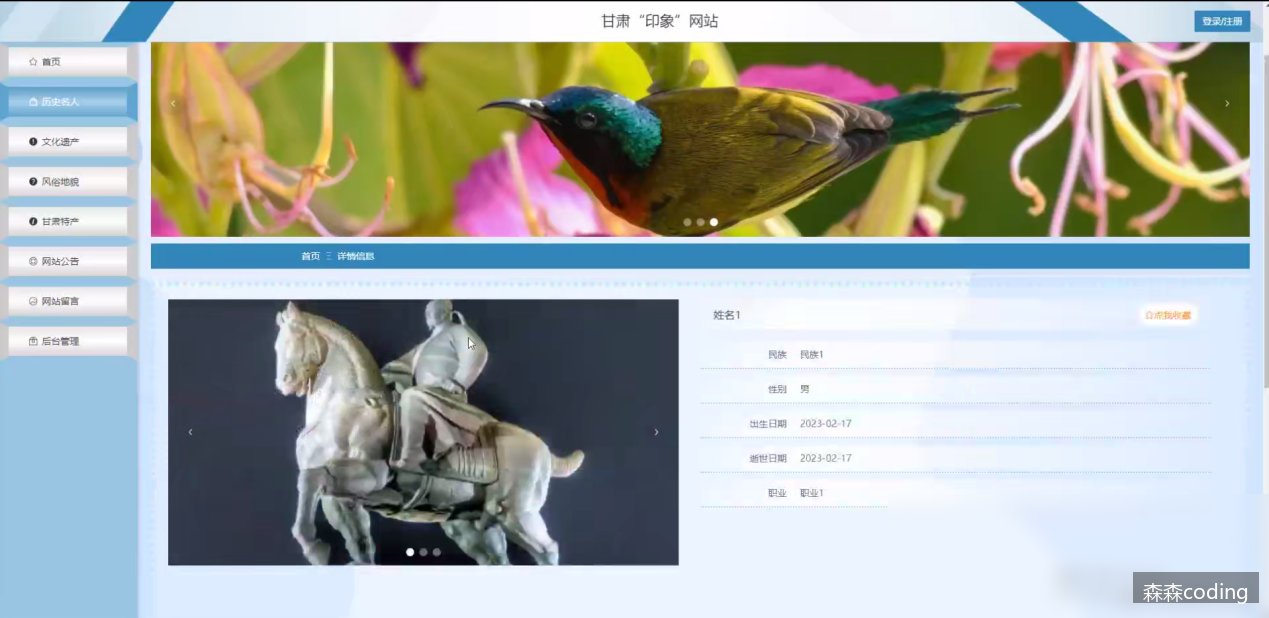 甘肃“印象”网站
登录/注册
首页
历史名人
文化遗产
风俗地貌
甘肃特产
网站公告
网站留言
后台管理
首页 三 详情信息
姓名1
☆点我收藏
民族 民族1
性别 男
出生日期 2023-02-17
逝世日期 2023-02-17
职业 职业1
森森coding